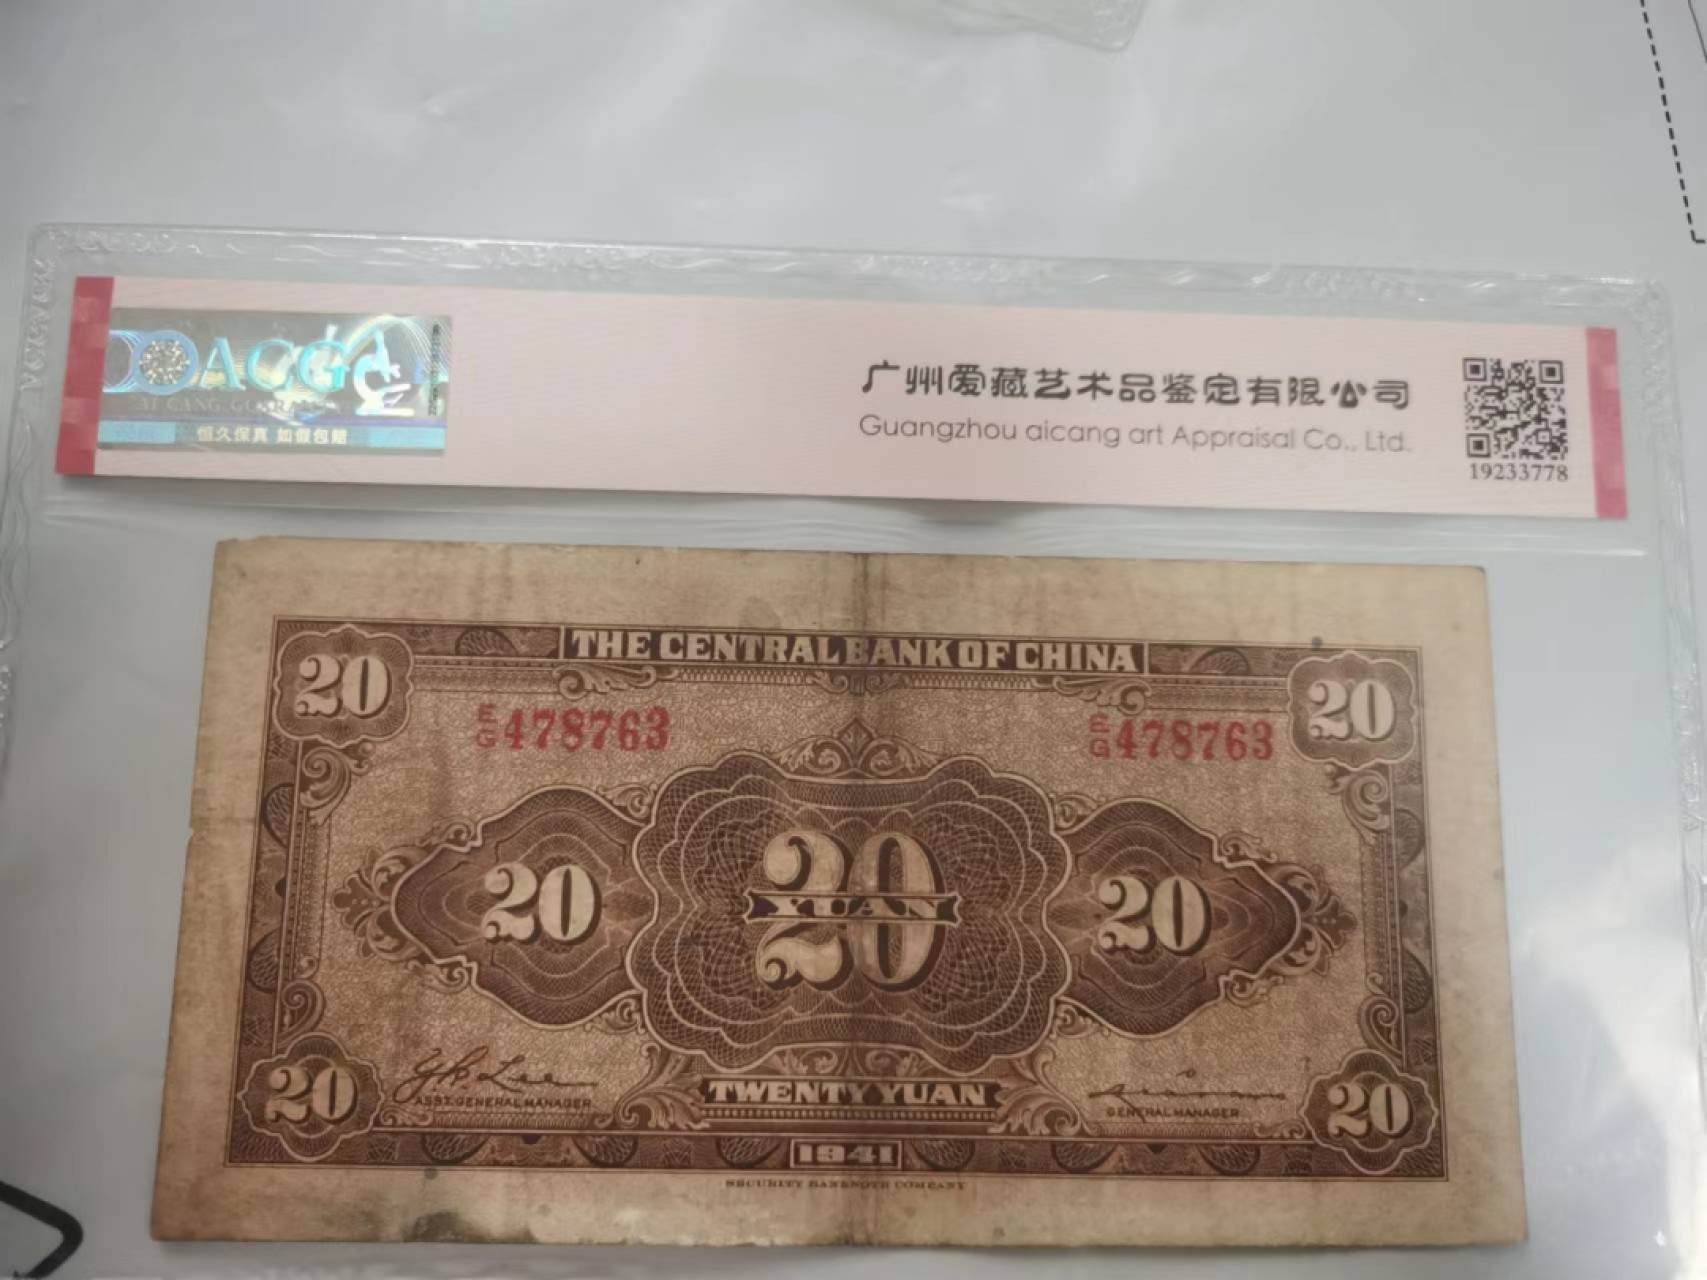 ACG
恒久保真 如假包赔
广州爱藏艺术品鉴定有限公司
Guangzhou aicang art Appraisal Co., Ltd.
19233778
THE CENTRAL BANK OF CHINA
20
20
E/G 478763
E/G 478763
20
20
YUAN
20
20
Y.B. Lee
ASST. GENERAL MANAGER
GENERAL MANAGER
20
TWENTY YUAN
20
1941
SECURITY BANKNOTE COMPANY